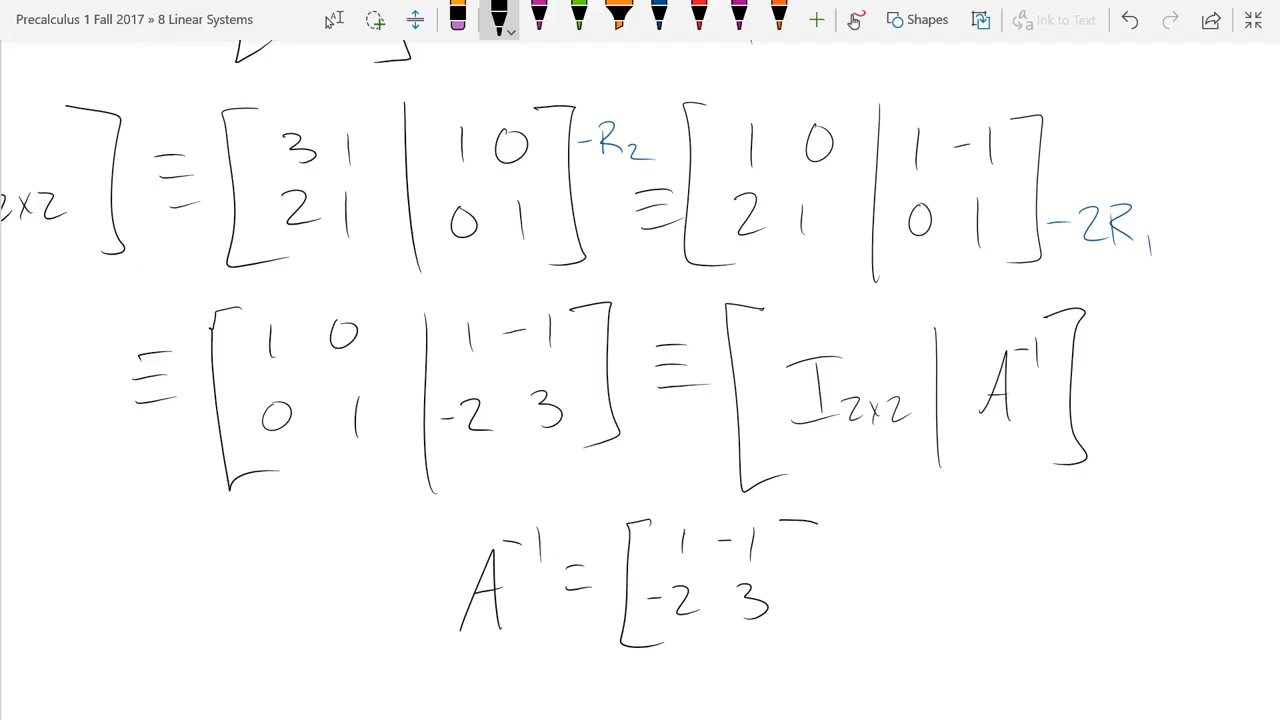 Precalculus 1 Fall 2017 » 8 Linear Systems Shapes Ink to Text
2x2 ] ≡ [ 3 1 | 1 0 ] -R₂ ≡ [ 1 0 | 1 -1 ]
[ 2 1 | 0 1 ] [ 2 1 | 0 1 ] -2R₁
≡ [ 1 0 | 1 -1 ] ≡ [ I₂ₓ₂ | A⁻¹ ]
[ 0 1 | -2 3 ]
A⁻¹ = [ 1 -1
-2 3